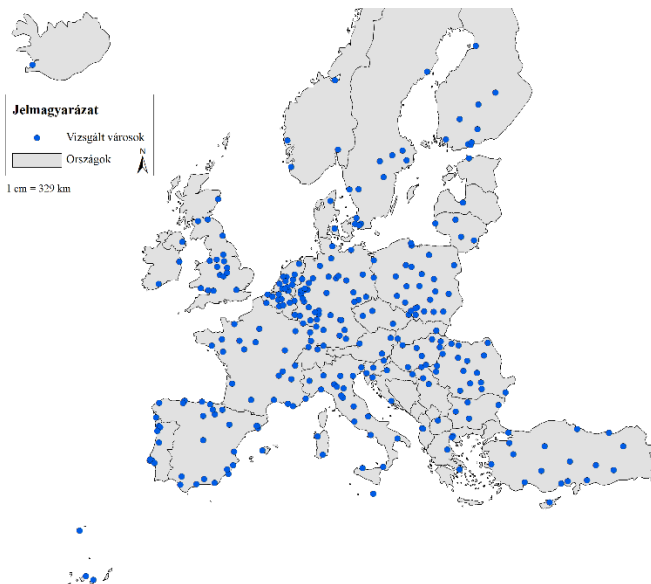 Jelmagyarázat
Vizsgált városok
Országok
N
1 cm = 329 km